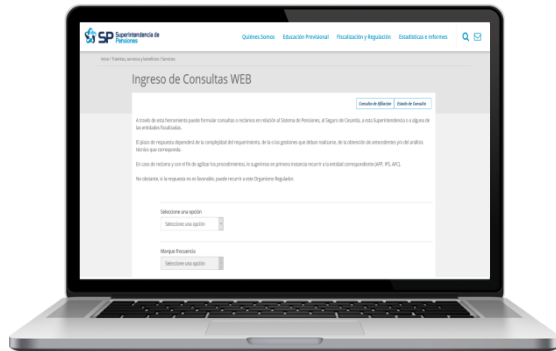 SP Superintendencia de
Pensiones
Quiénes Somos Educación Previsional Fiscalización y Regulación Estadísticas e Informes
Inicio / Trámites, servicios y beneficios / Servicios
Ingreso de Consultas WEB
Consulta de Afiliación Estado de Consulta
A través de esta herramienta puede formular consultas o reclamos en relación al Sistema de Pensiones, al Seguro de Cesantía, a esta Superintendencia o a alguna de
las entidades fiscalizadas.
El plazo de respuesta dependerá de la complejidad del requerimiento, de la o las gestiones que deban realizarse, de la obtención de antecedentes y/o del análisis
técnico que corresponda.
En caso de reclamo y con el fin de agilizar los procedimientos, le sugerimos en primera instancia recurrir a la entidad correspondiente (AFP, IPS, AFC).
No obstante, si la respuesta no es favorable, puede recurrir a este Organismo Regulador.
Seleccione una opción
Seleccione una opción
Marque frecuencia
Seleccione una opción